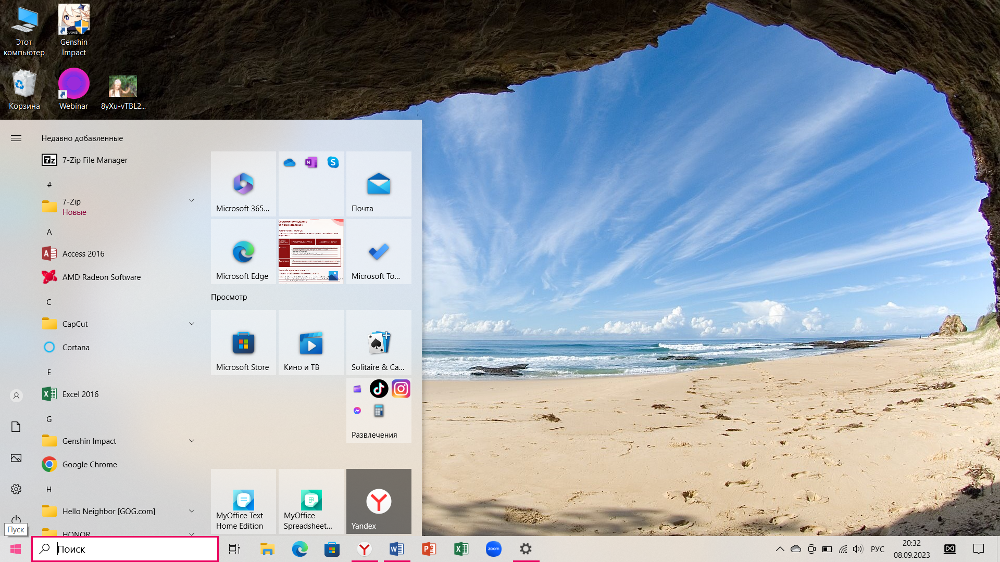 Этот
компьютер
Genshin
Impact
Корзина
Webinar
8yXu-vTBL2...
Недавно добавленные
7-Zip File Manager
#
7-Zip
Новые
A
Access 2016
AMD Radeon Software
C
CapCut
Cortana
E
Excel 2016
G
Genshin Impact
Google Chrome
H
Hello Neighbor [GOG.com]
HONOR
Microsoft 365...
Почта
Microsoft Edge
Microsoft To...
Просмотр
Microsoft Store
Кино и ТВ
Solitaire & Ca...
Развлечения
MyOffice Text
Home Edition
MyOffice
Spreadsheet...
Yandex
Пуск
Поиск
zoom
РУС
20:32
08.09.2023